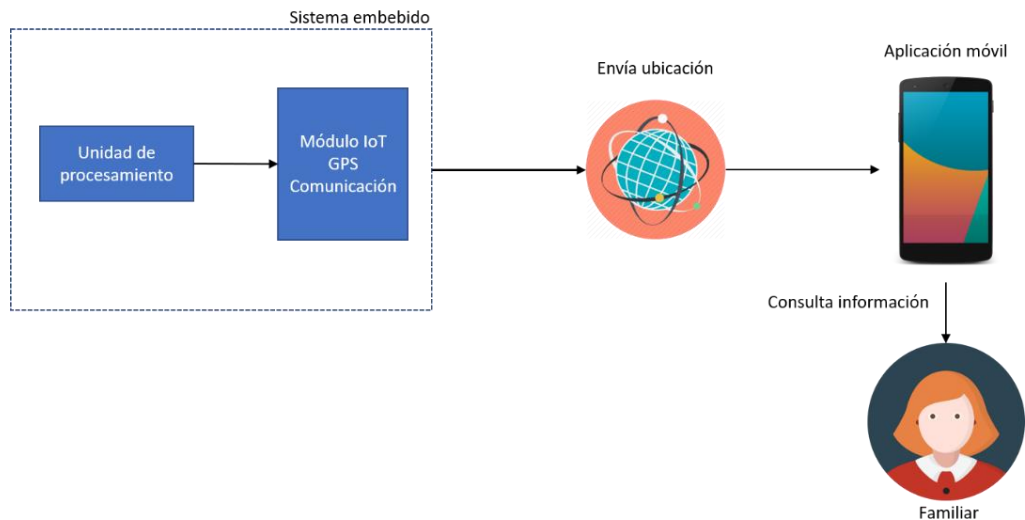 Sistema embebido
Unidad de
procesamiento
Módulo IoT
GPS
Comunicación
Envía ubicación
Aplicación móvil
Consulta información
Familiar